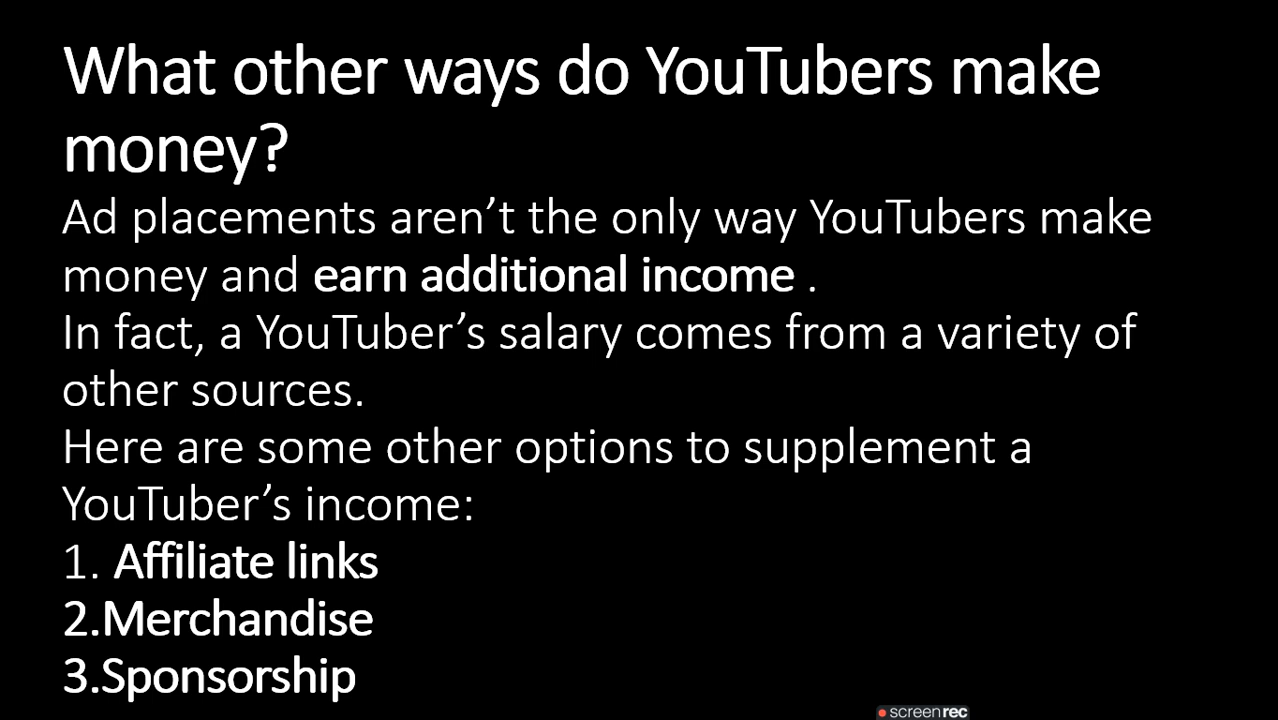 What other ways do YouTubers make
money?
Ad placements aren’t the only way YouTubers make
money and earn additional income .
In fact, a YouTuber’s salary comes from a variety of
other sources.
Here are some other options to supplement a
YouTuber’s income:
1. Affiliate links
2.Merchandise
3.Sponsorship
screenrec